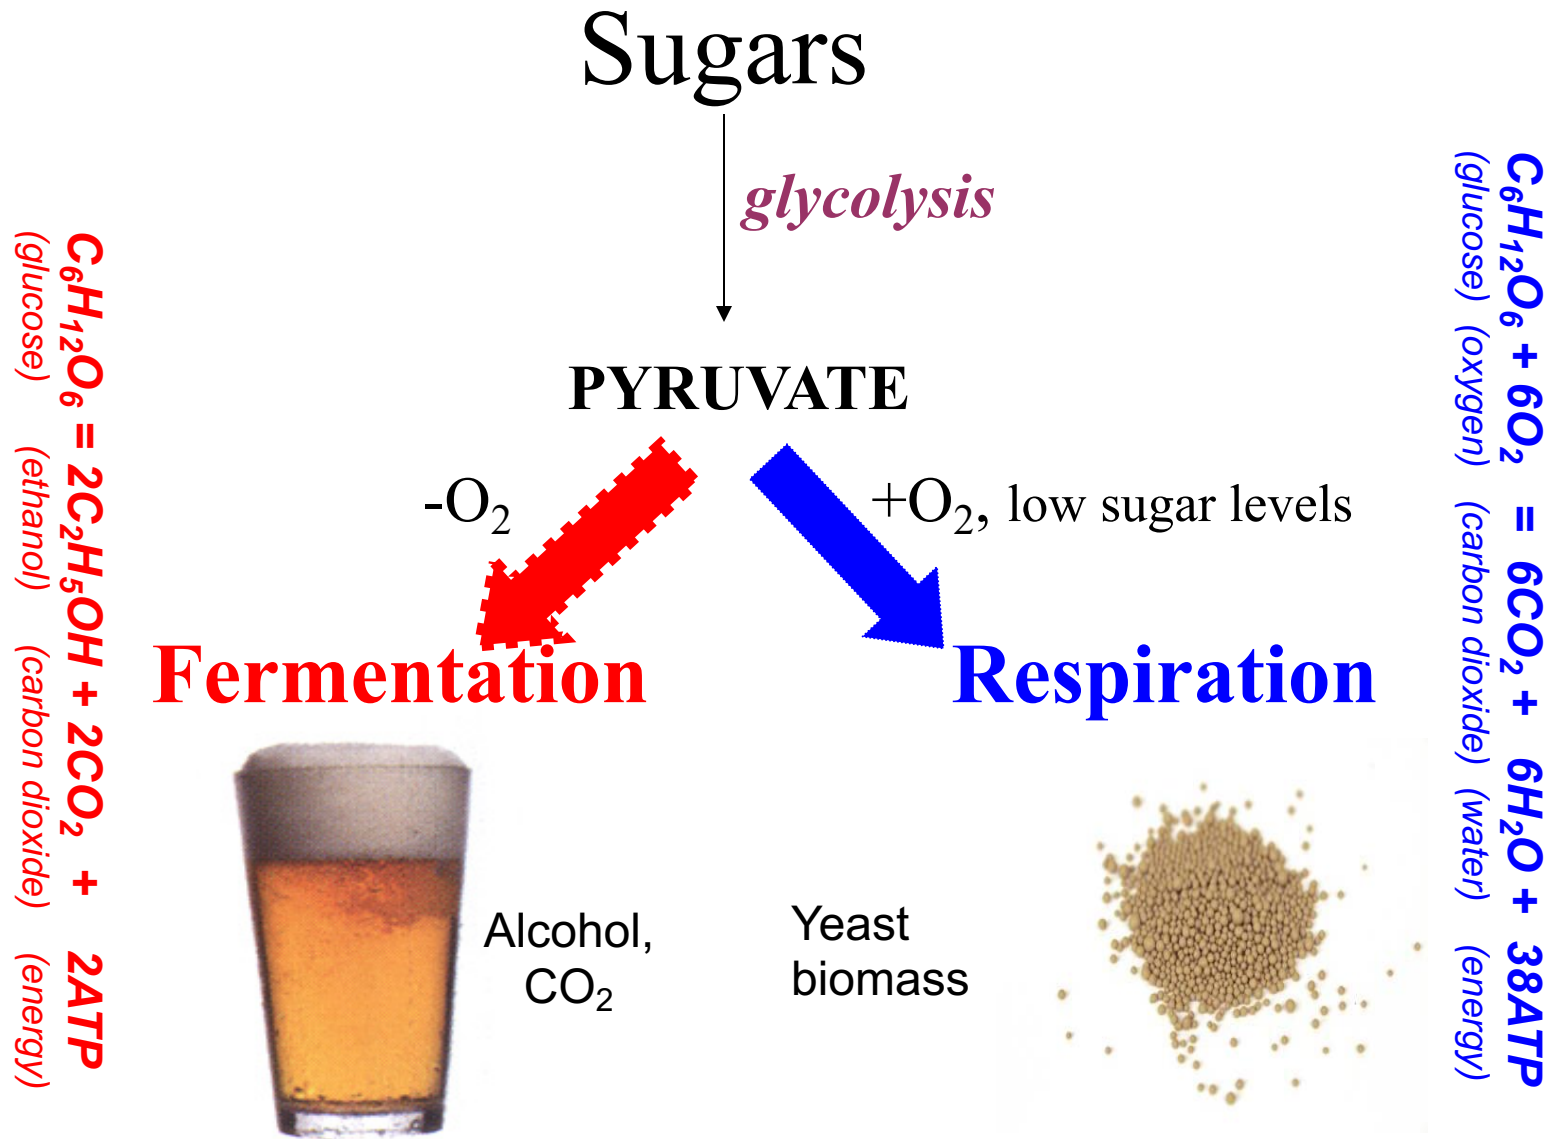 Sugars
glycolysis
PYRUVATE
-O₂
+O₂, low sugar levels
Fermentation
Respiration
Alcohol,
CO₂
Yeast
biomass
C₆H₁₂O₆ = 2C₂H₅OH + 2CO₂ + 2ATP
(glucose) (ethanol) (carbon dioxide) (energy)
C₆H₁₂O₆ + 6O₂ = 6CO₂ + 6H₂O + 38ATP
(glucose) (oxygen) (carbon dioxide) (water) (energy)